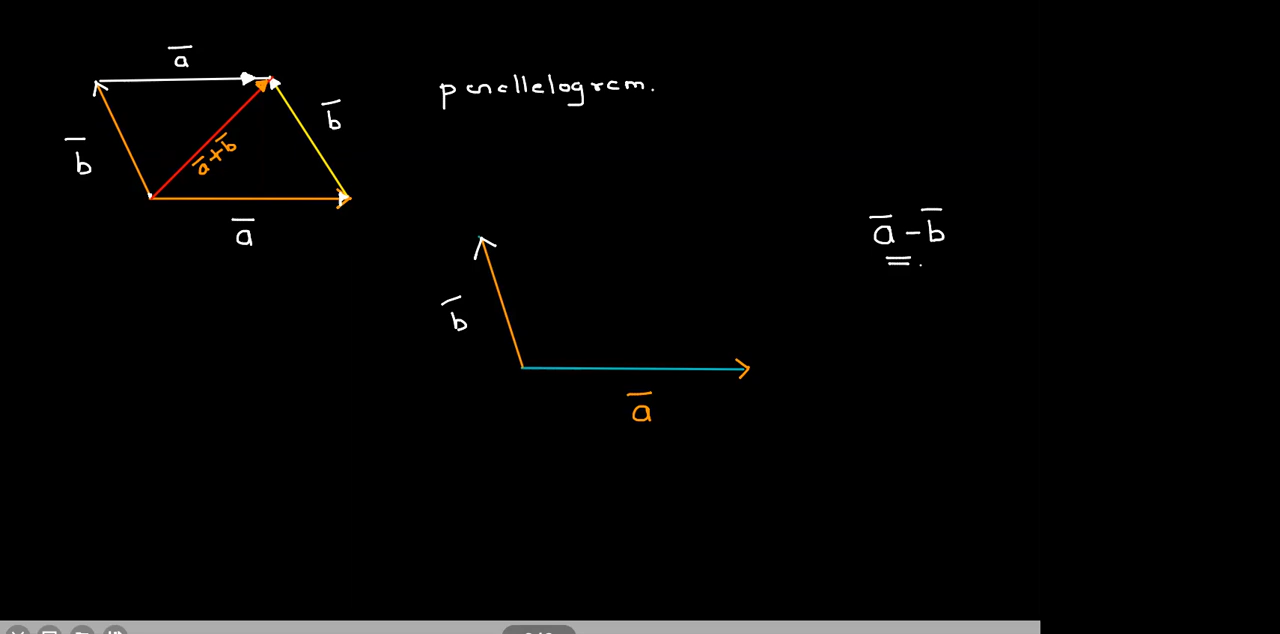 a̅
parallelogram.
b̅
b̅
a̅+b̅
a̅
a̅ - b̅
b̅
a̅